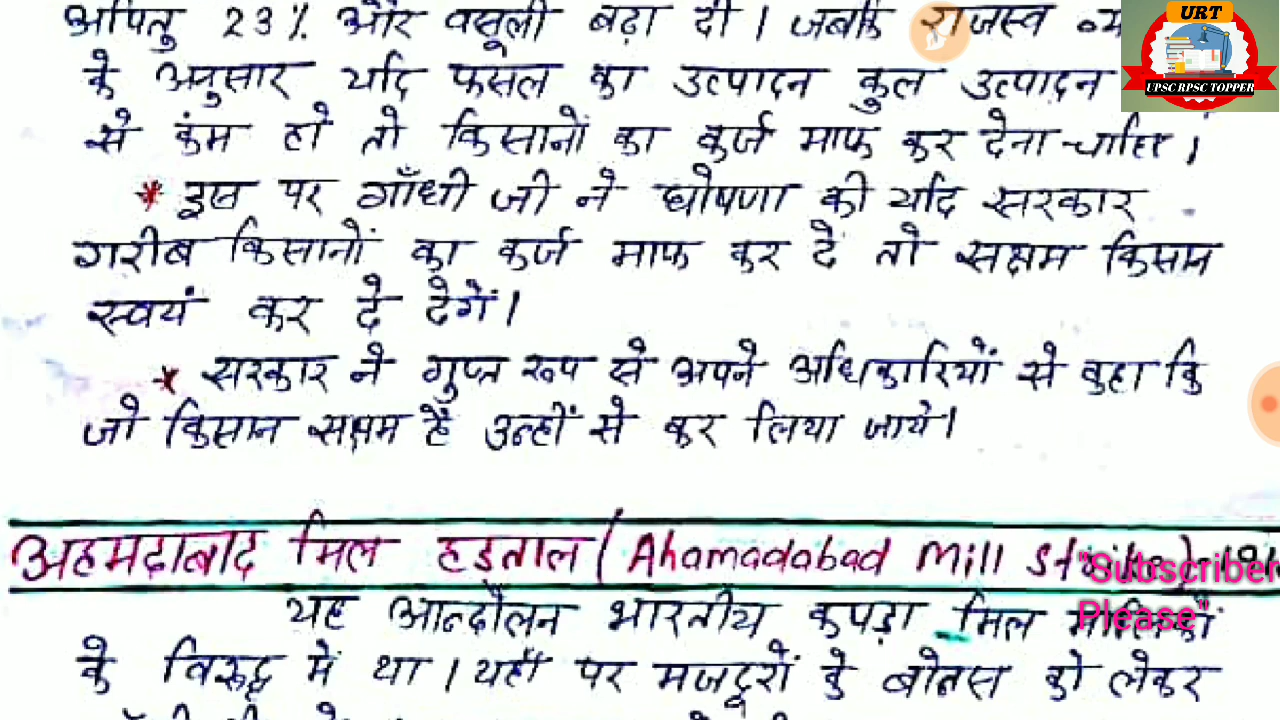 अपितु 23% और वसूली बढ़ा दी। जबकि राजस्व
के अनुसार यदि फसल का उत्पादन कुल उत्पादन
से कम हो तो किसानों का कर्ज माफ कर देना चाहिए।
* इस पर गाँधी जी ने घोषणा की यदि सरकार
गरीब किसानों का कर्ज माफ कर दें तो सक्षम किसान
स्वयं कर दे देगें।
* सरकार ने गुप्त रूप से अपने अधिकारियों से कहा कि
जो किसान सक्षम हैं उन्हीं से कर लिया जाये।
अहमदाबाद मिल हडताल (Ahamadabad Mill Strike)
यह आन्दोलन भारतीय कपड़ा मिल मालिकों
के विरूद्ध में था। यहाँ पर मजदूरों के बोनस को लेकर
URT
UPSC RPSC TOPPER
"Subscriber
Please"